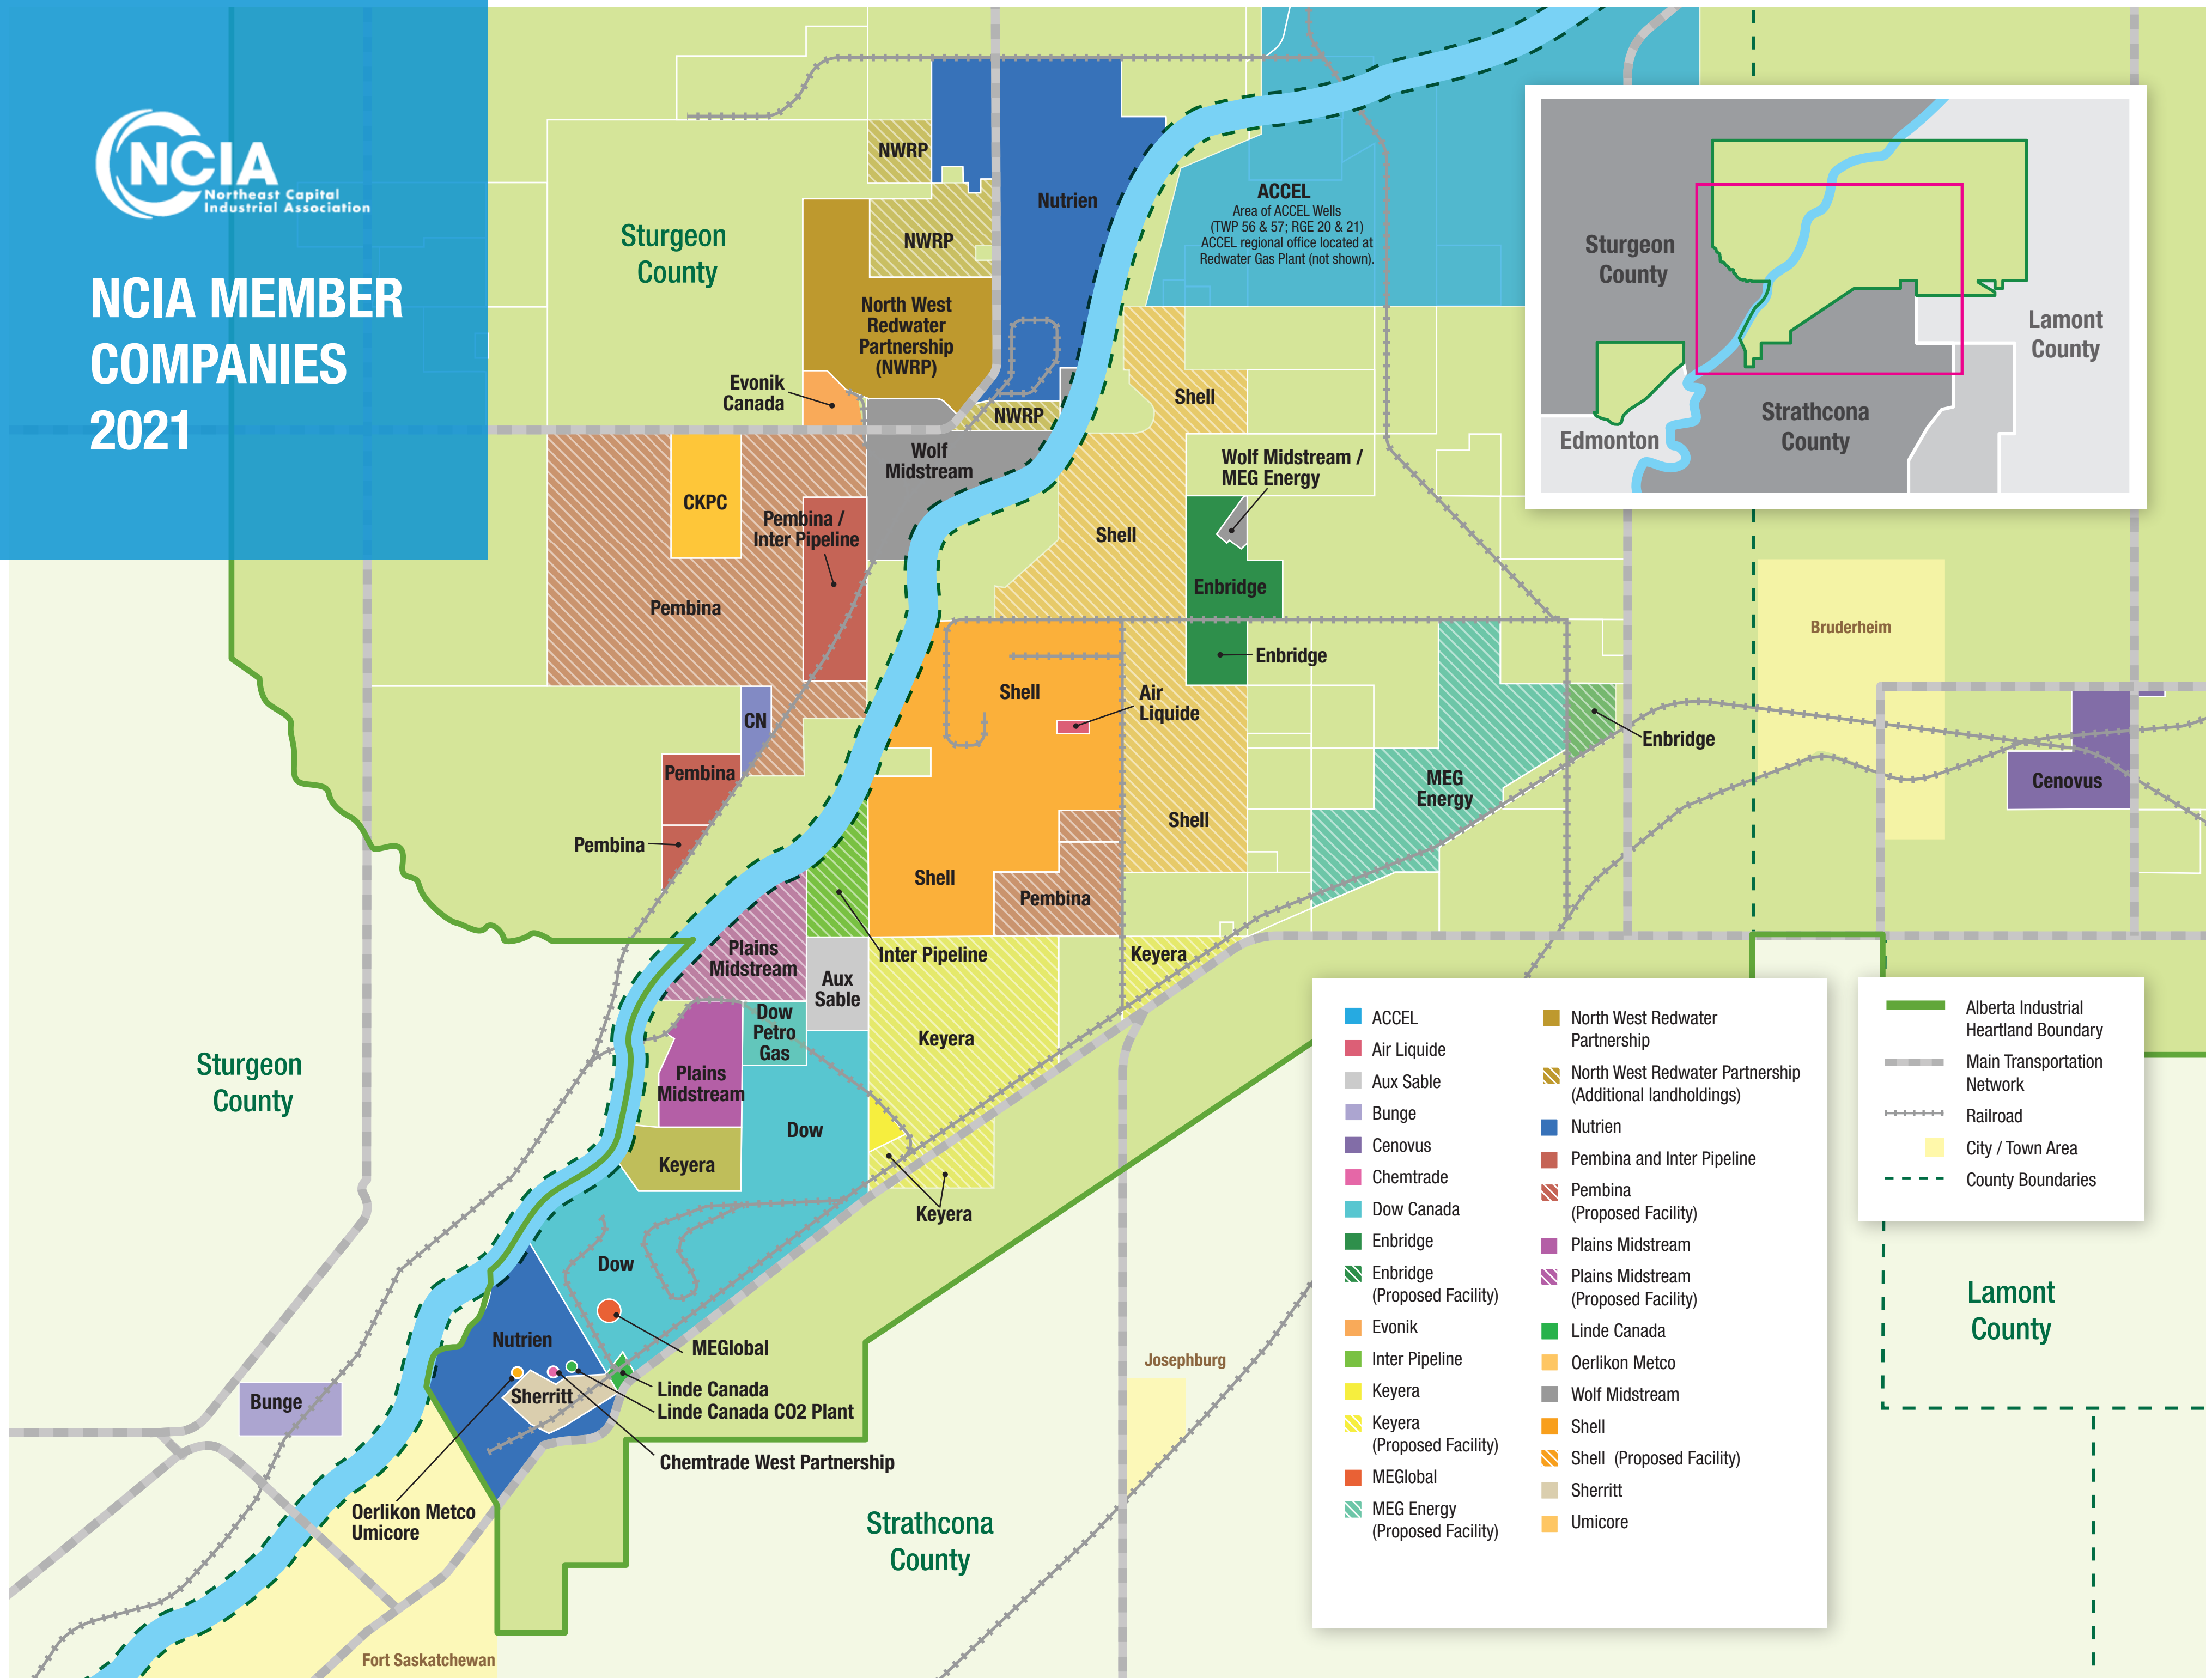 NCIA
Northeast Capital
Industrial Association
NCIA MEMBER
COMPANIES
2021
Sturgeon
County
NWRP
Nutrien
NWRP
North West
Redwater
Partnership
(NWRP)
Evonik
Canada
NWRP
ACCEL
Area of ACCEL Wells
(TWP 56 & 57; RGE 20 & 21)
ACCEL regional office located at
Redwater Gas Plant (not shown).
Shell
Wolf
Midstream
Wolf Midstream /
MEG Energy
CKPC
Pembina /
Inter Pipeline
Shell
Enbridge
Pembina
Enbridge
Shell
Air
Liquide
CN
Enbridge
Pembina
MEG
Energy
Shell
Pembina
Shell
Pembina
Plains
Midstream
Inter Pipeline
Keyera
Aux
Sable
Dow
Petro
Gas
Keyera
Plains
Midstream
Dow
Keyera
Keyera
Dow
Nutrien
MEGlobal
Linde Canada
Linde Canada CO2 Plant
Sherritt
Chemtrade West Partnership
Bunge
Oerlikon Metco
Umicore
Fort Saskatchewan
Sturgeon
County
Strathcona
County
Josephburg
Bruderheim
Cenovus
Lamont
County
Sturgeon
County
Lamont
County
Strathcona
County
Edmonton
ACCEL
Air Liquide
Aux Sable
Bunge
Cenovus
Chemtrade
Dow Canada
Enbridge
Enbridge
(Proposed Facility)
Evonik
Inter Pipeline
Keyera
Keyera
(Proposed Facility)
MEGlobal
MEG Energy
(Proposed Facility)
North West Redwater
Partnership
North West Redwater Partnership
(Additional landholdings)
Nutrien
Pembina and Inter Pipeline
Pembina
(Proposed Facility)
Plains Midstream
Plains Midstream
(Proposed Facility)
Linde Canada
Oerlikon Metco
Wolf Midstream
Shell
Shell (Proposed Facility)
Sherritt
Umicore
Alberta Industrial
Heartland Boundary
Main Transportation
Network
Railroad
City / Town Area
County Boundaries